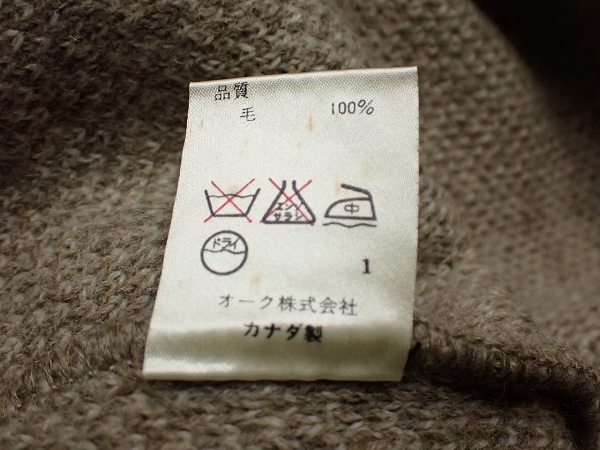 品質
毛 100%
エンソ
サラシ
中
ドライ
1
オーク株式会社
カナダ製